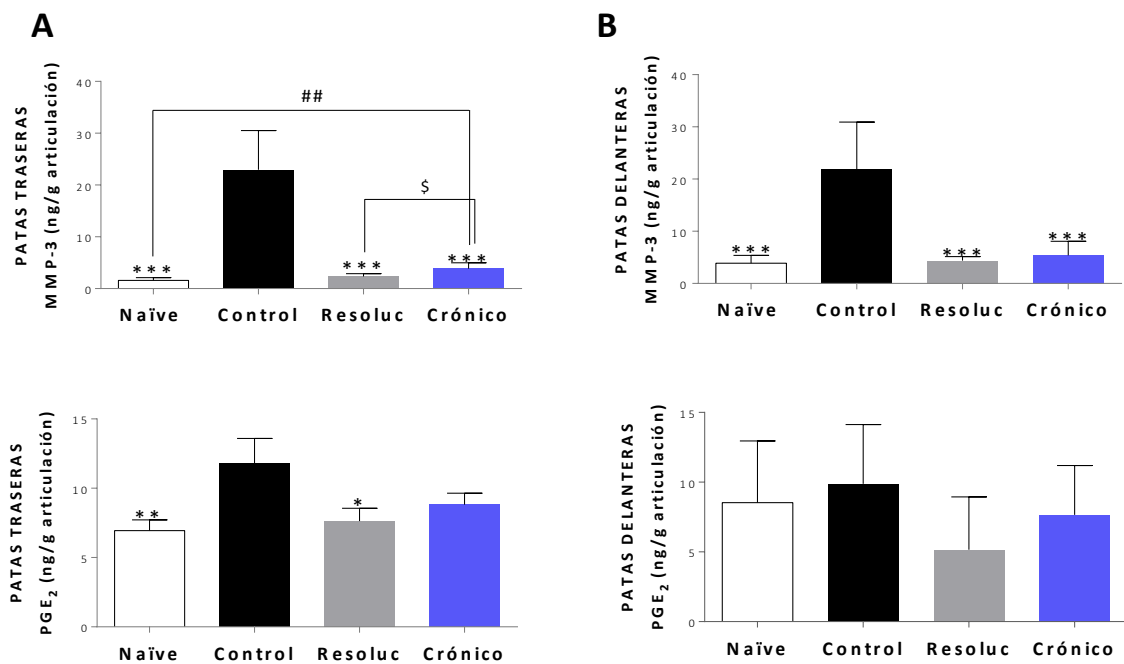 A
PATAS TRASERAS
MMP-3 (ng/g articulación)
40
30
20
10
0
##
$
***
***
***
Naïve Control Resoluc Crónico
B
PATAS DELANTERAS
MMP-3 (ng/g articulación)
40
30
20
10
0
***
***
***
Naïve Control Resoluc Crónico
PATAS TRASERAS
PGE₂ (ng/g articulación)
15
10
5
0
**
*
Naïve Control Resoluc Crónico
PATAS DELANTERAS
PGE₂ (ng/g articulación)
15
10
5
0
Naïve Control Resoluc Crónico